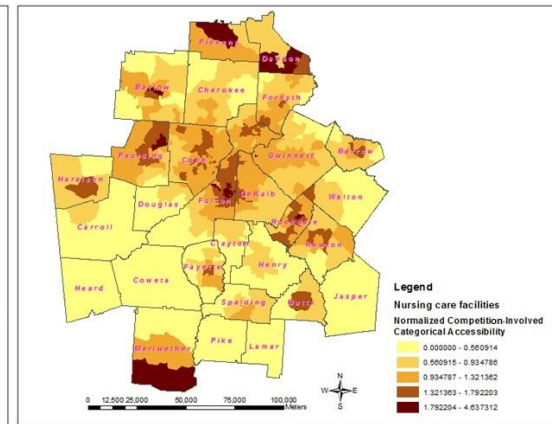 Pickens
Dawson
Barrow
Cherokee
Forsyth
Paulding
Cobb
Gwinnett
Barrow
Haralson
Fulton
DeKalb
Douglas
Walton
Rockdale
Carroll
Clayton
Newton
Fayette
Henry
Heard
Coweta
Spalding
Butts
Jasper
Meriwether
Pike
Lamar
Legend
Nursing care facilities
Normalized Competition-Involved
Categorical Accessibility
0.000000 - 0.560914
0.560915 - 0.934786
0.934787 - 1.321362
1.321363 - 1.792203
1.792204 - 4.637312
N
W E
S
0 12,500 25,000 50,000 75,000 100,000
Meters